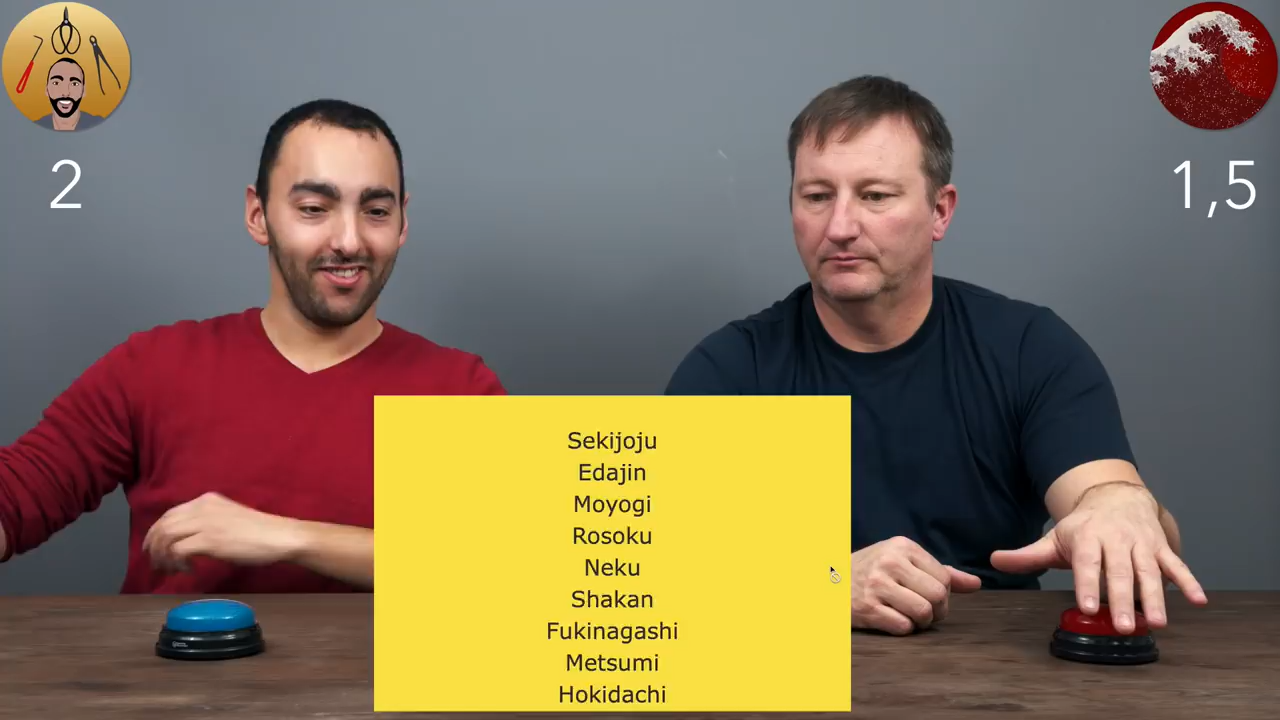 2
1,5
Sekijoju
Edajin
Moyogi
Rosoku
Neku
Shakan
Fukinagashi
Metsumi
Hokidachi